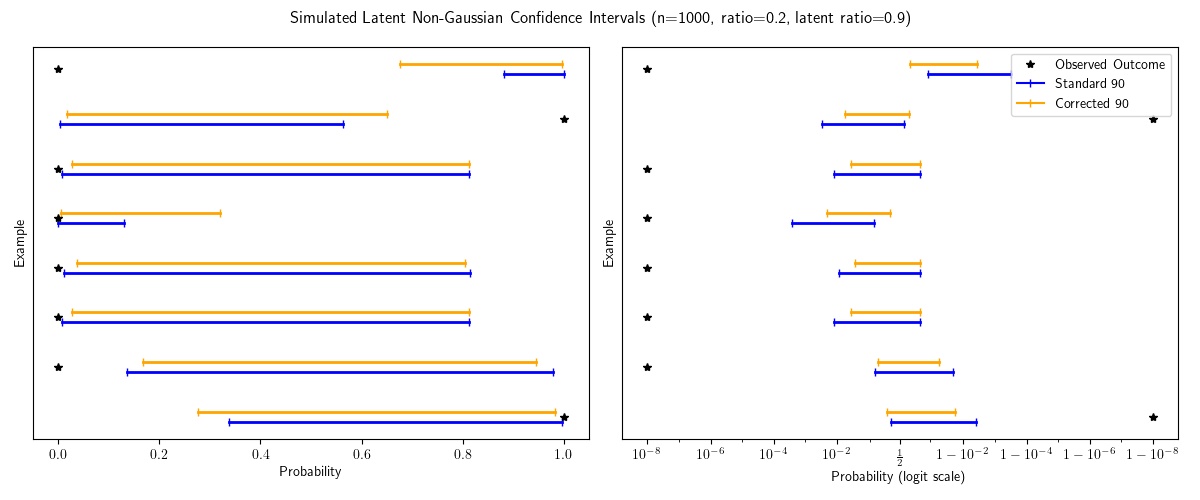 Simulated Latent Non-Gaussian Confidence Intervals (n=1000, ratio=0.2, latent ratio=0.9)
Example
0.0 0.2 0.4 0.6 0.8 1.0
Probability
Example
Observed Outcome
Standard 90
Corrected 90
10⁻⁸ 10⁻⁶ 10⁻⁴ 10⁻² 1/2 1 − 10⁻² 1 − 10⁻⁴ 1 − 10⁻⁶ 1 − 10⁻⁸
Probability (logit scale)